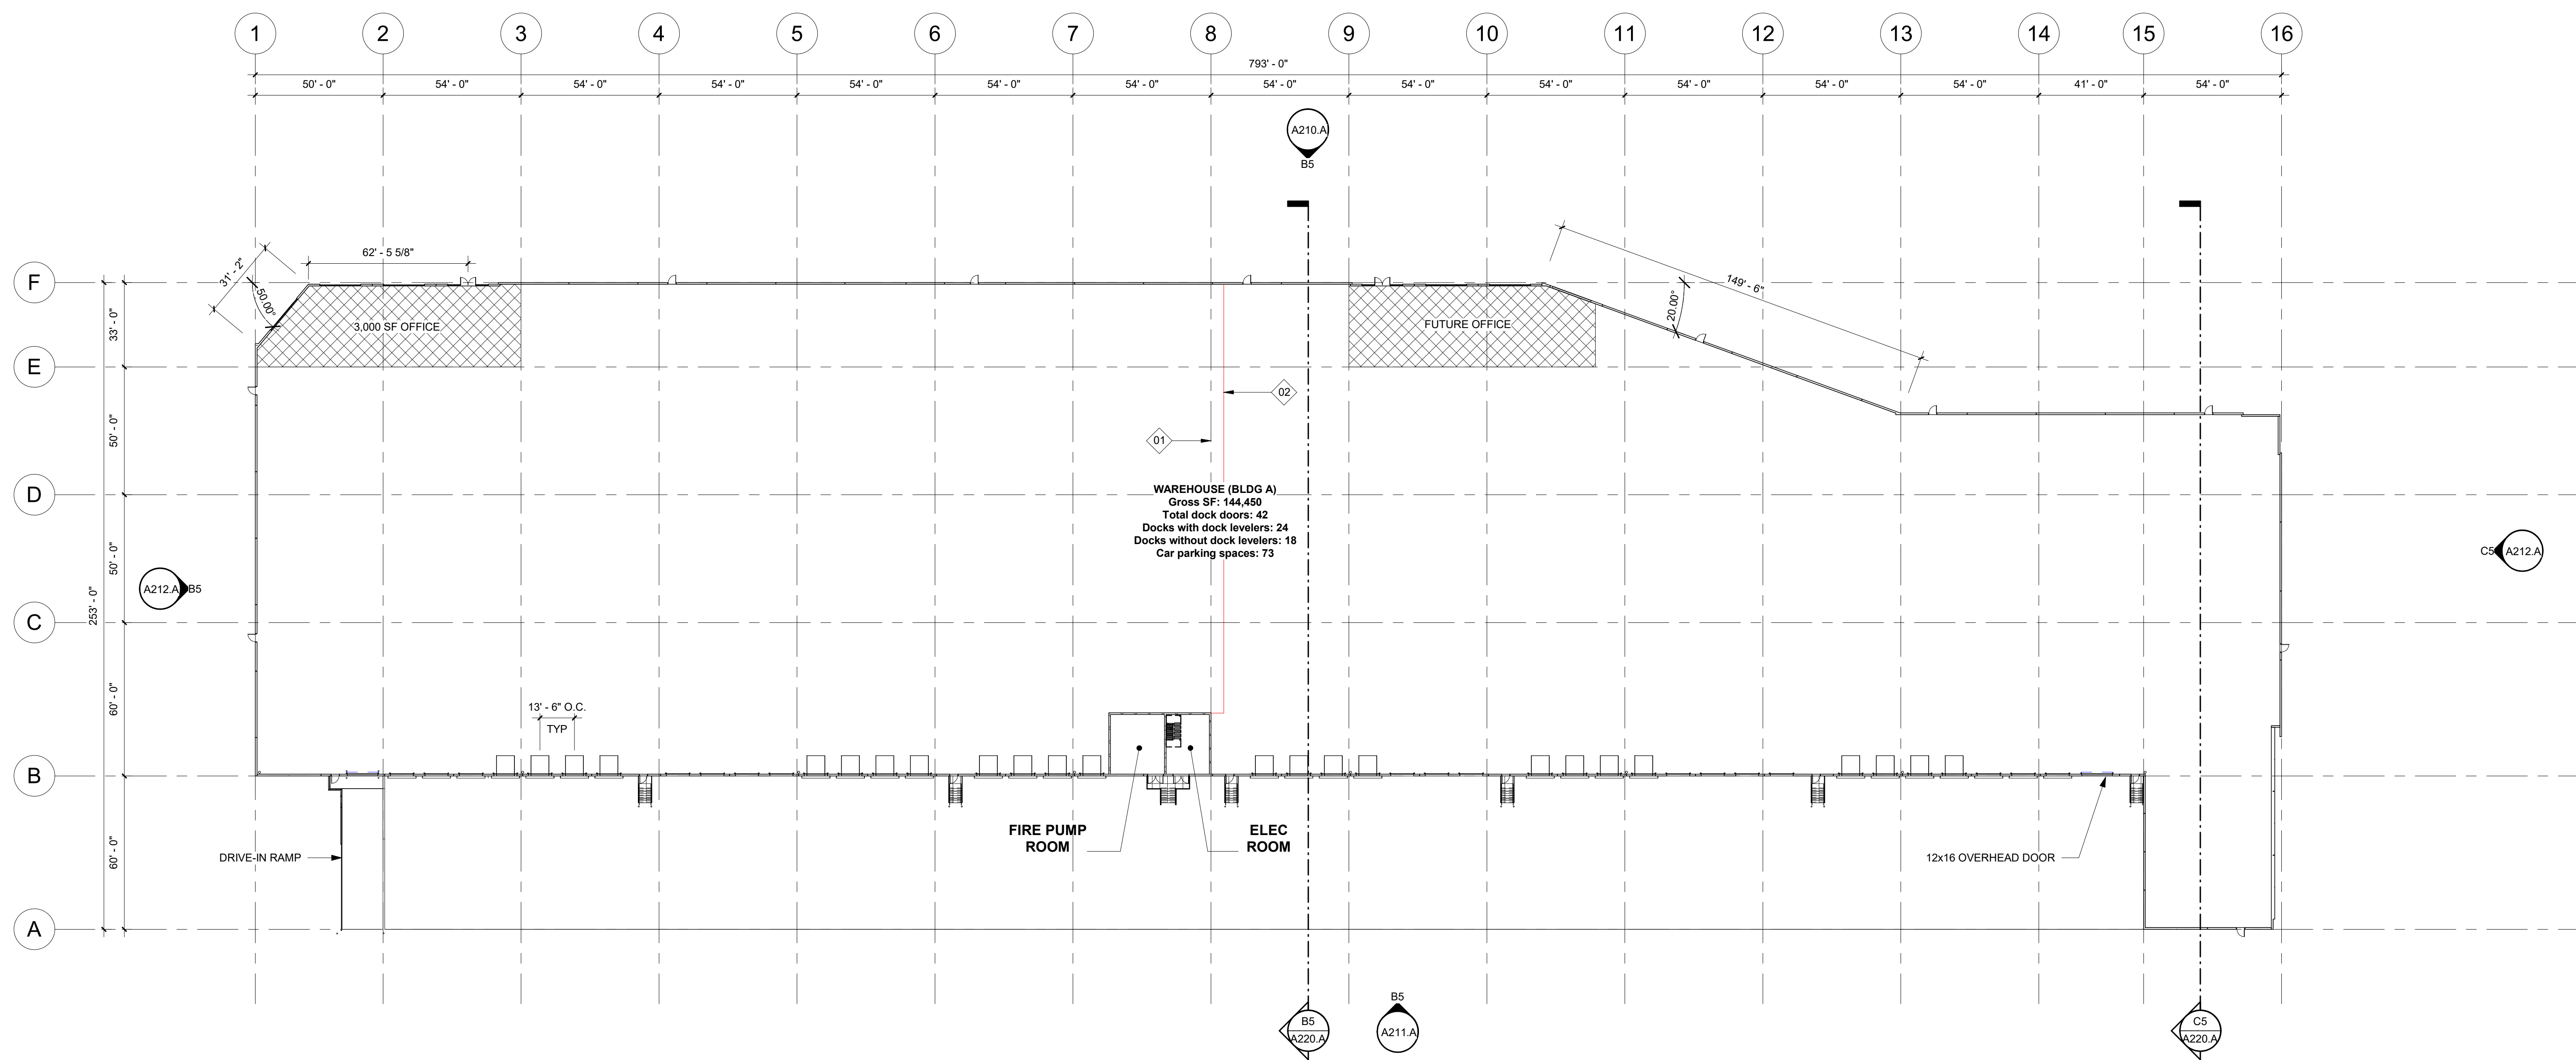 1 2 3 4 5 6 7 8 9 10 11 12 13 14 15 16
793' - 0"
50' - 0" 54' - 0" 54' - 0" 54' - 0" 54' - 0" 54' - 0" 54' - 0" 54' - 0" 54' - 0" 54' - 0" 54' - 0" 54' - 0" 54' - 0" 41' - 0" 54' - 0"
A210.A
B5
62' - 5 5/8"
31' - 2"
50.00°
F
149' - 6"
20.00°
33' - 0"
3,000 SF OFFICE
FUTURE OFFICE
E
02
50' - 0"
01
D
WAREHOUSE (BLDG A)
Gross SF: 144,450
Total dock doors: 42
Docks with dock levelers: 24
Docks without dock levelers: 18
Car parking spaces: 73
50' - 0"
C5 A212.A
A212.A B5
253' - 0"
C
60' - 0"
13' - 6" O.C.
TYP
B
FIRE PUMP
ROOM
ELEC
ROOM
60' - 0"
DRIVE-IN RAMP
12x16 OVERHEAD DOOR
A
B5
A220.A
B5
A211.A
C5
A220.A